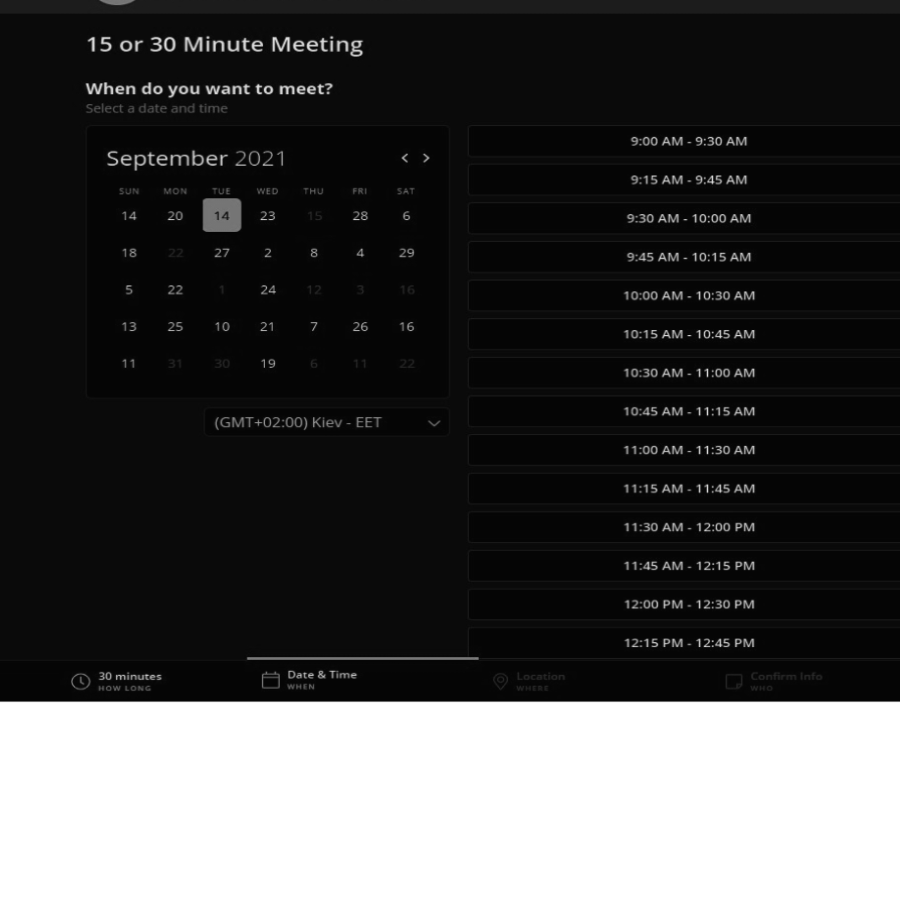 15 or 30 Minute Meeting
When do you want to meet?
Select a date and time
September 2021
SUN MON TUE WED THU FRI SAT
14 20 14 23 15 28 6
18 22 27 2 8 4 29
5 22 1 24 12 3 16
13 25 10 21 7 26 16
11 31 30 19 6 11 22
(GMT+02:00) Kiev - EET
9:00 AM - 9:30 AM
9:15 AM - 9:45 AM
9:30 AM - 10:00 AM
9:45 AM - 10:15 AM
10:00 AM - 10:30 AM
10:15 AM - 10:45 AM
10:30 AM - 11:00 AM
10:45 AM - 11:15 AM
11:00 AM - 11:30 AM
11:15 AM - 11:45 AM
11:30 AM - 12:00 PM
11:45 AM - 12:15 PM
12:00 PM - 12:30 PM
12:15 PM - 12:45 PM
30 minutes
HOW LONG
Date & Time
WHEN
Location
WHERE
Confirm Info
WHO